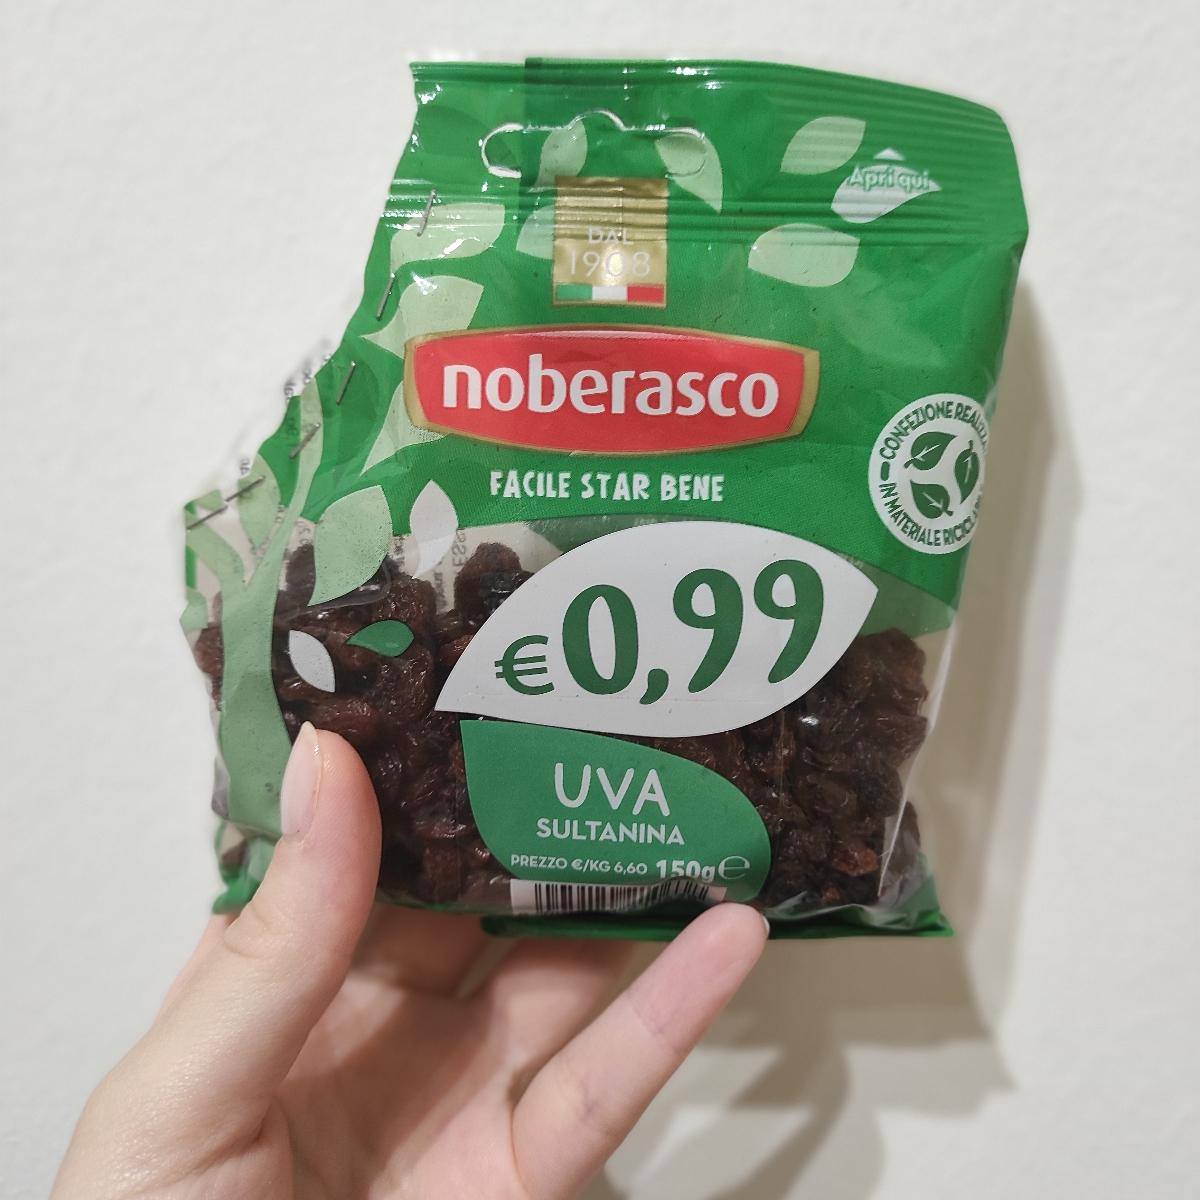 Apri qui
DAL
1908
noberasco
FACILE STAR BENE
CONFEZIONE
IN MATERIALE
€0,99
UVA
SULTANINA
PREZZO €/KG 6,60 150g e